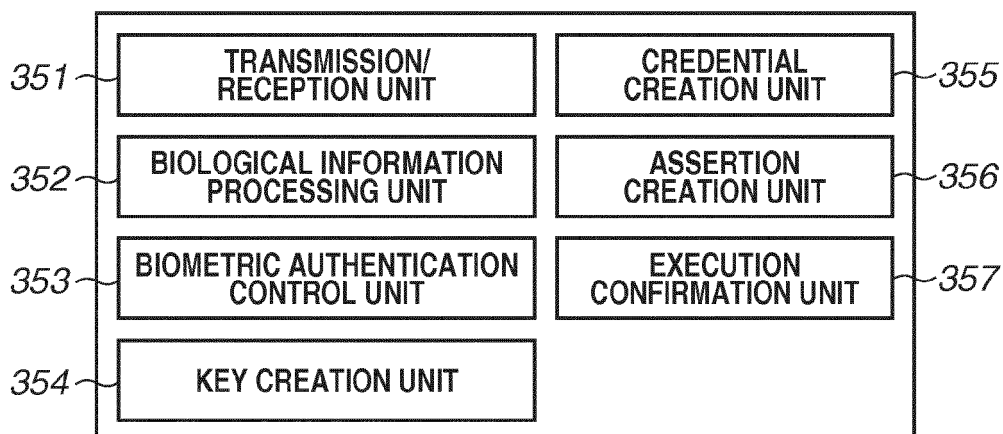 351
TRANSMISSION/
RECEPTION UNIT
352
BIOLOGICAL INFORMATION
PROCESSING UNIT
353
BIOMETRIC AUTHENTICATION
CONTROL UNIT
354
KEY CREATION UNIT
CREDENTIAL
CREATION UNIT
355
ASSERTION
CREATION UNIT
356
EXECUTION
CONFIRMATION UNIT
357